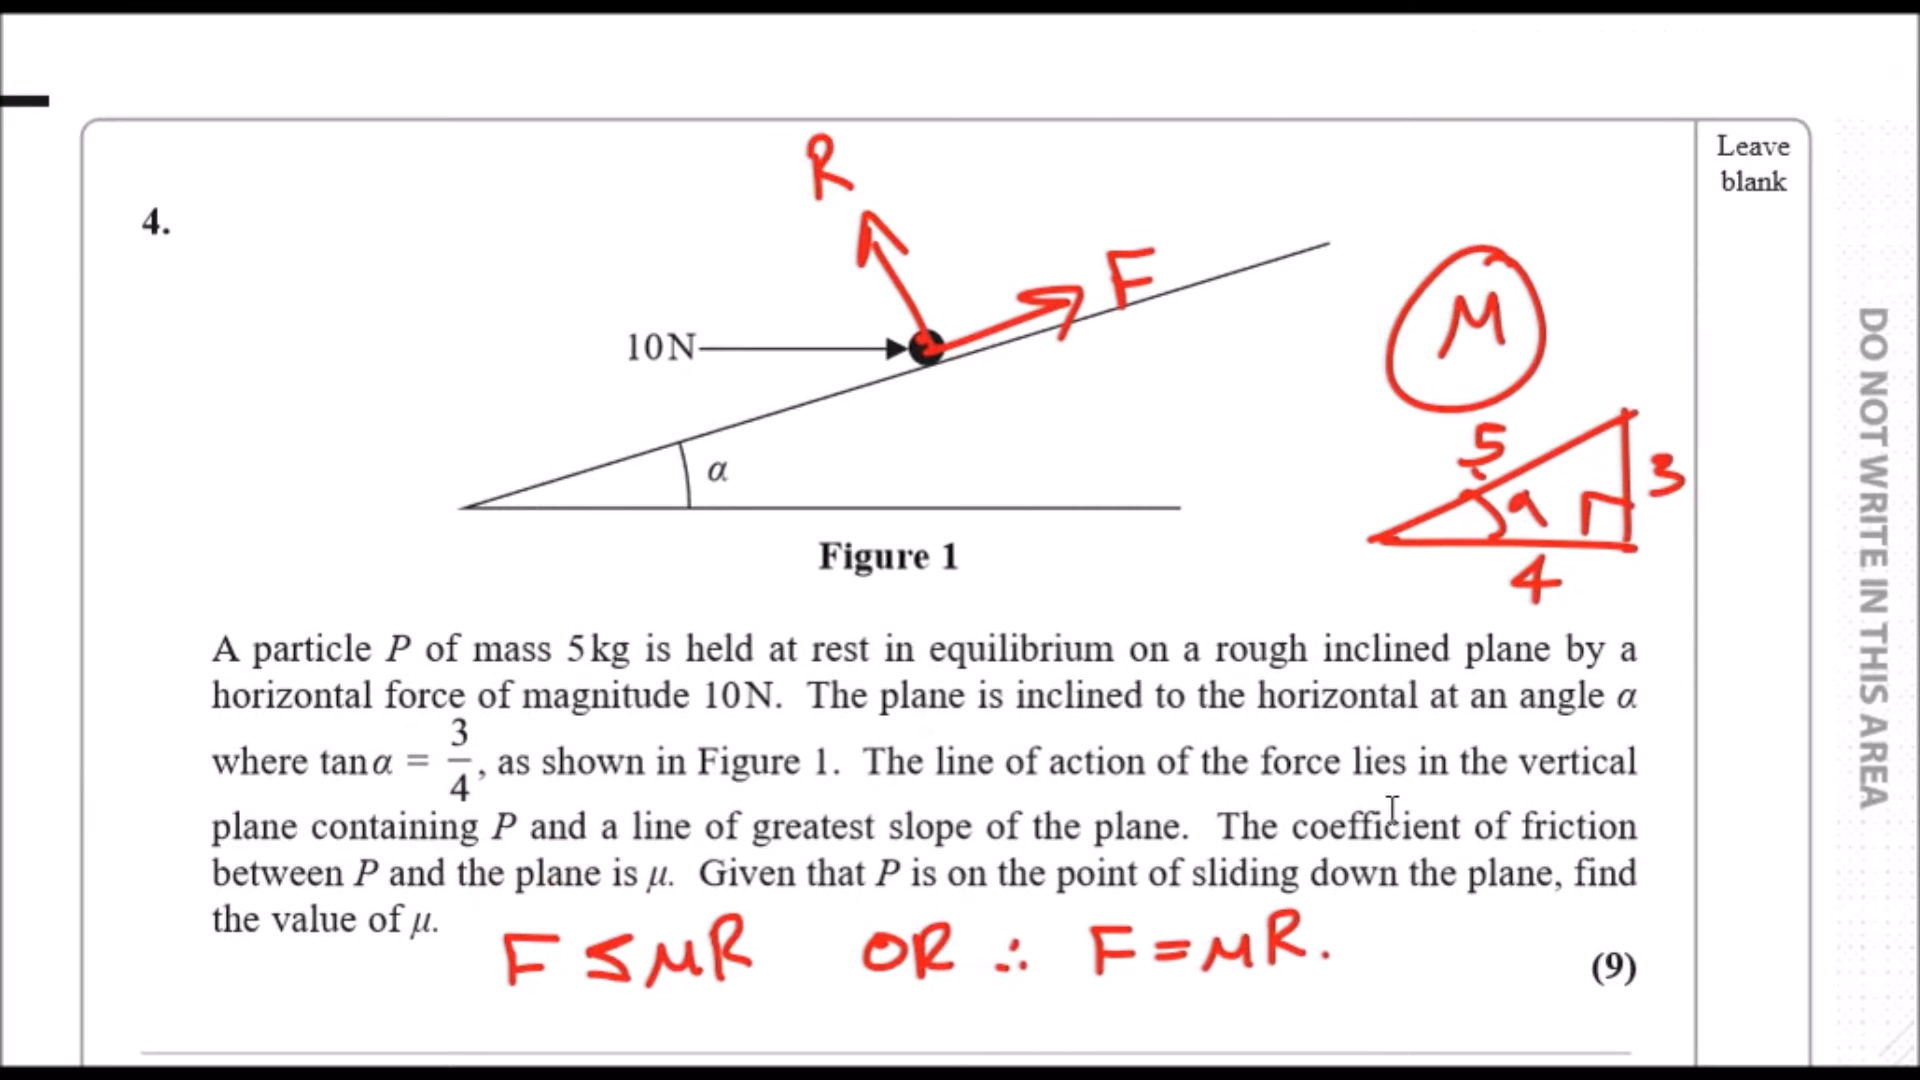 Leave
blank
4.
R
F
10N
α
M
5
α
3
4
Figure 1
A particle P of mass 5 kg is held at rest in equilibrium on a rough inclined plane by a
horizontal force of magnitude 10 N. The plane is inclined to the horizontal at an angle α
where tan α = 3/4, as shown in Figure 1. The line of action of the force lies in the vertical
plane containing P and a line of greatest slope of the plane. The coefficient of friction
between P and the plane is μ. Given that P is on the point of sliding down the plane, find
the value of μ.
F ≤ μR OR ∴ F = μR.
(9)
DO NOT WRITE IN THIS AREA